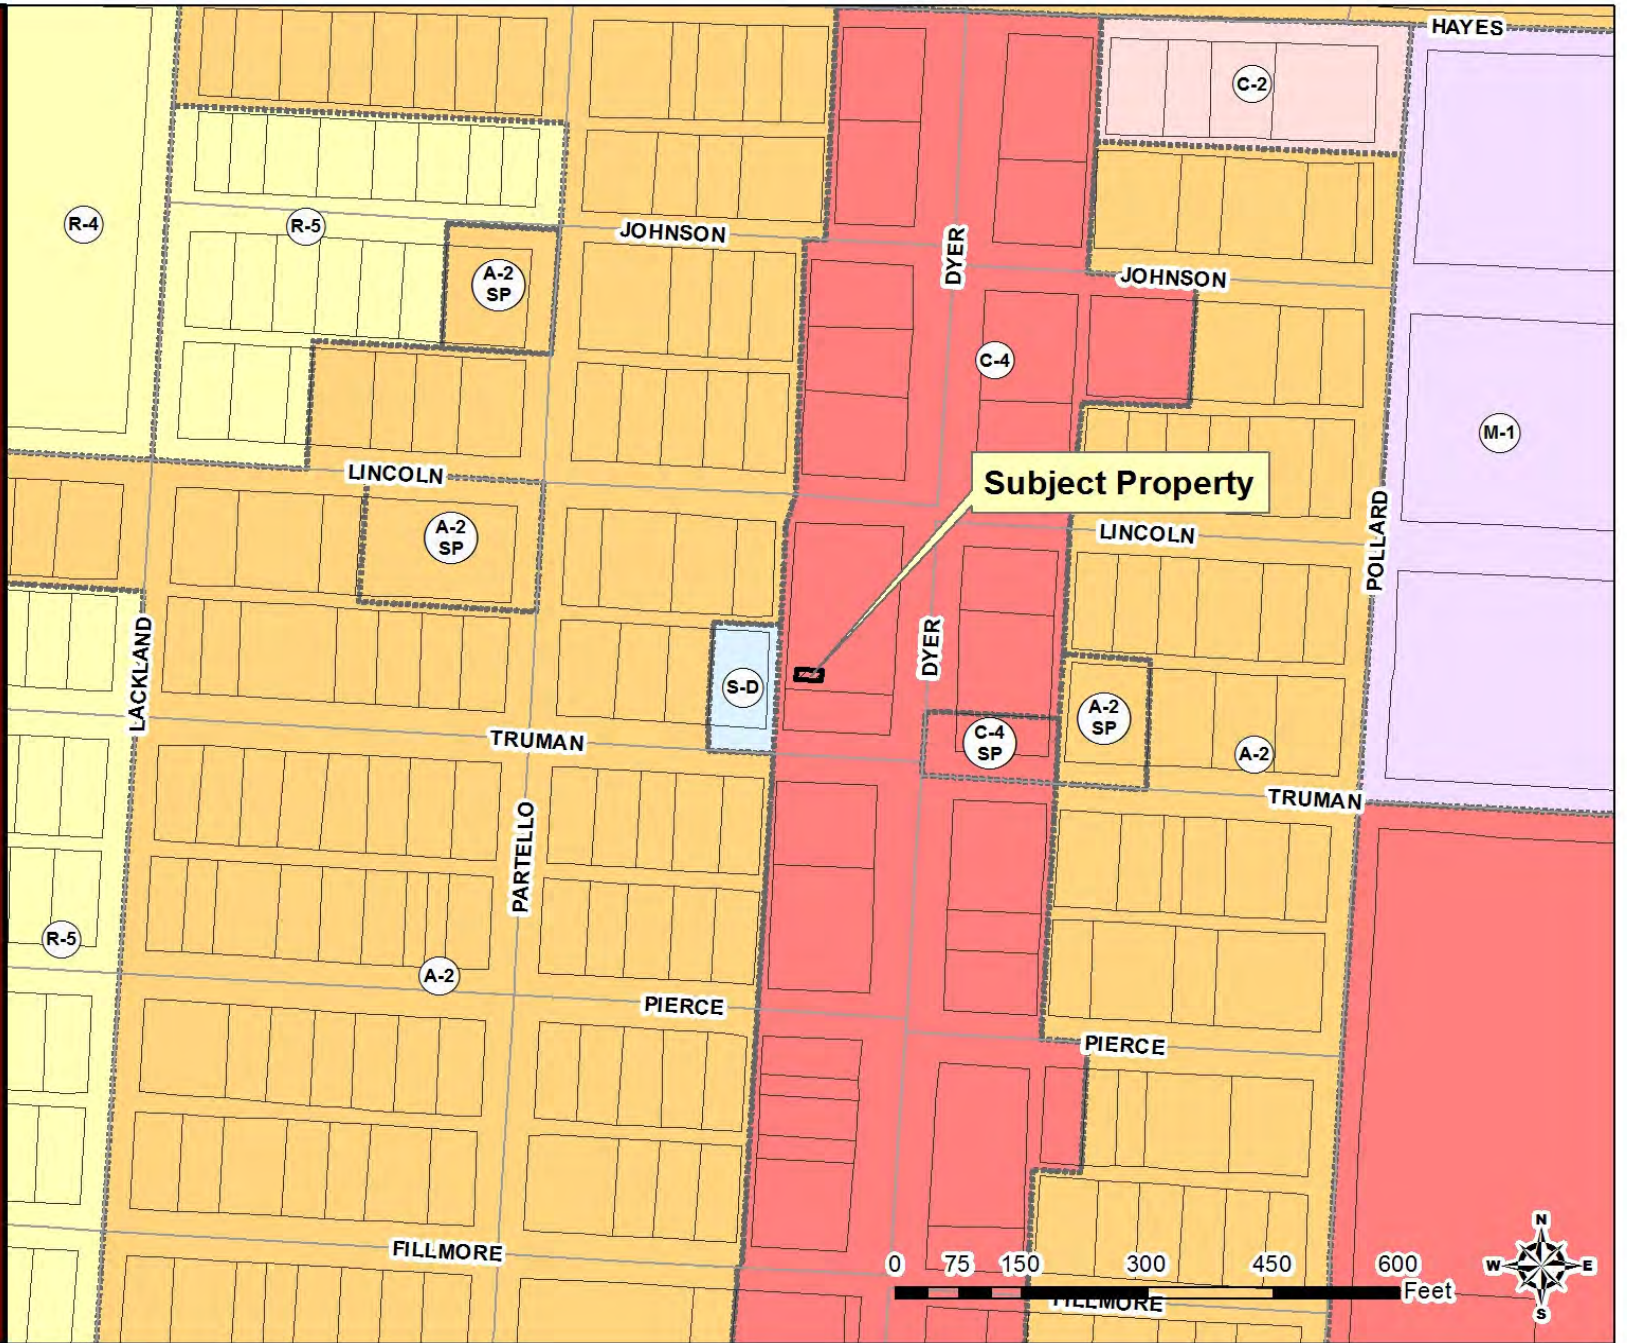 HAYES
C-2
R-4
R-5
JOHNSON
DYER
A-2
SP
JOHNSON
C-4
M-1
LINCOLN
Subject Property
A-2
SP
LINCOLN
POLLARD
LACKLAND
DYER
S-D
A-2
SP
C-4
SP
TRUMAN
A-2
TRUMAN
PARTELLO
R-5
A-2
PIERCE
PIERCE
FILLMORE
0 75 150 300 450 600
Feet
FILLMORE
N
W E
S